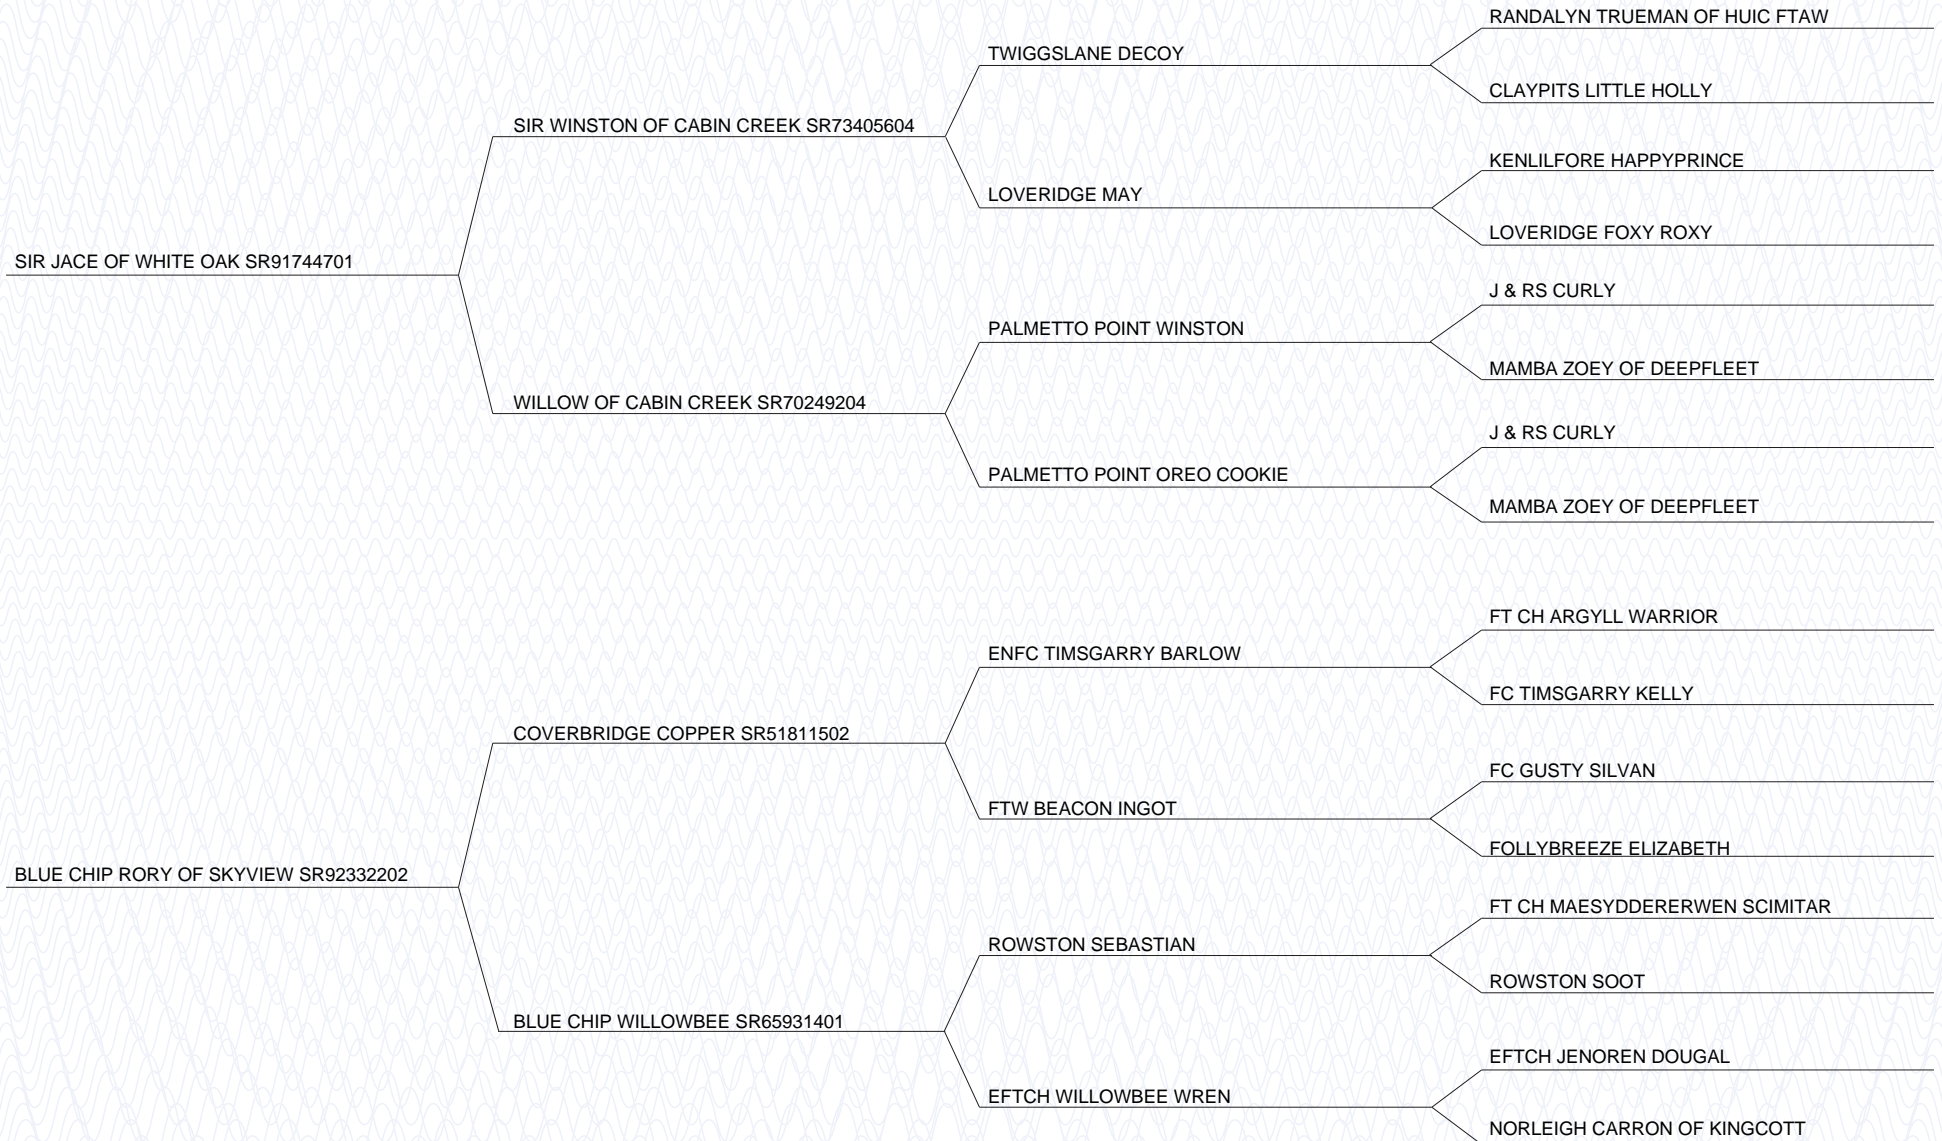 RANDALYN TRUEMAN OF HUIC FTAW
TWIGGSLANE DECOY
CLAYPITS LITTLE HOLLY
SIR WINSTON OF CABIN CREEK SR73405604
KENLILFORE HAPPYPRINCE
LOVERIDGE MAY
LOVERIDGE FOXY ROXY
SIR JACE OF WHITE OAK SR91744701
J & RS CURLY
PALMETTO POINT WINSTON
MAMBA ZOEY OF DEEPFLEET
WILLOW OF CABIN CREEK SR70249204
J & RS CURLY
PALMETTO POINT OREO COOKIE
MAMBA ZOEY OF DEEPFLEET
FT CH ARGYLL WARRIOR
ENFC TIMSGARRY BARLOW
FC TIMSGARRY KELLY
COVERBRIDGE COPPER SR51811502
FC GUSTY SILVAN
FTW BEACON INGOT
FOLLYBREEZE ELIZABETH
BLUE CHIP RORY OF SKYVIEW SR92332202
FT CH MAESYDDERERWEN SCIMITAR
ROWSTON SEBASTIAN
ROWSTON SOOT
BLUE CHIP WILLOWBEE SR65931401
EFTCH JENOREN DOUGAL
EFTCH WILLOWBEE WREN
NORLEIGH CARRON OF KINGCOTT